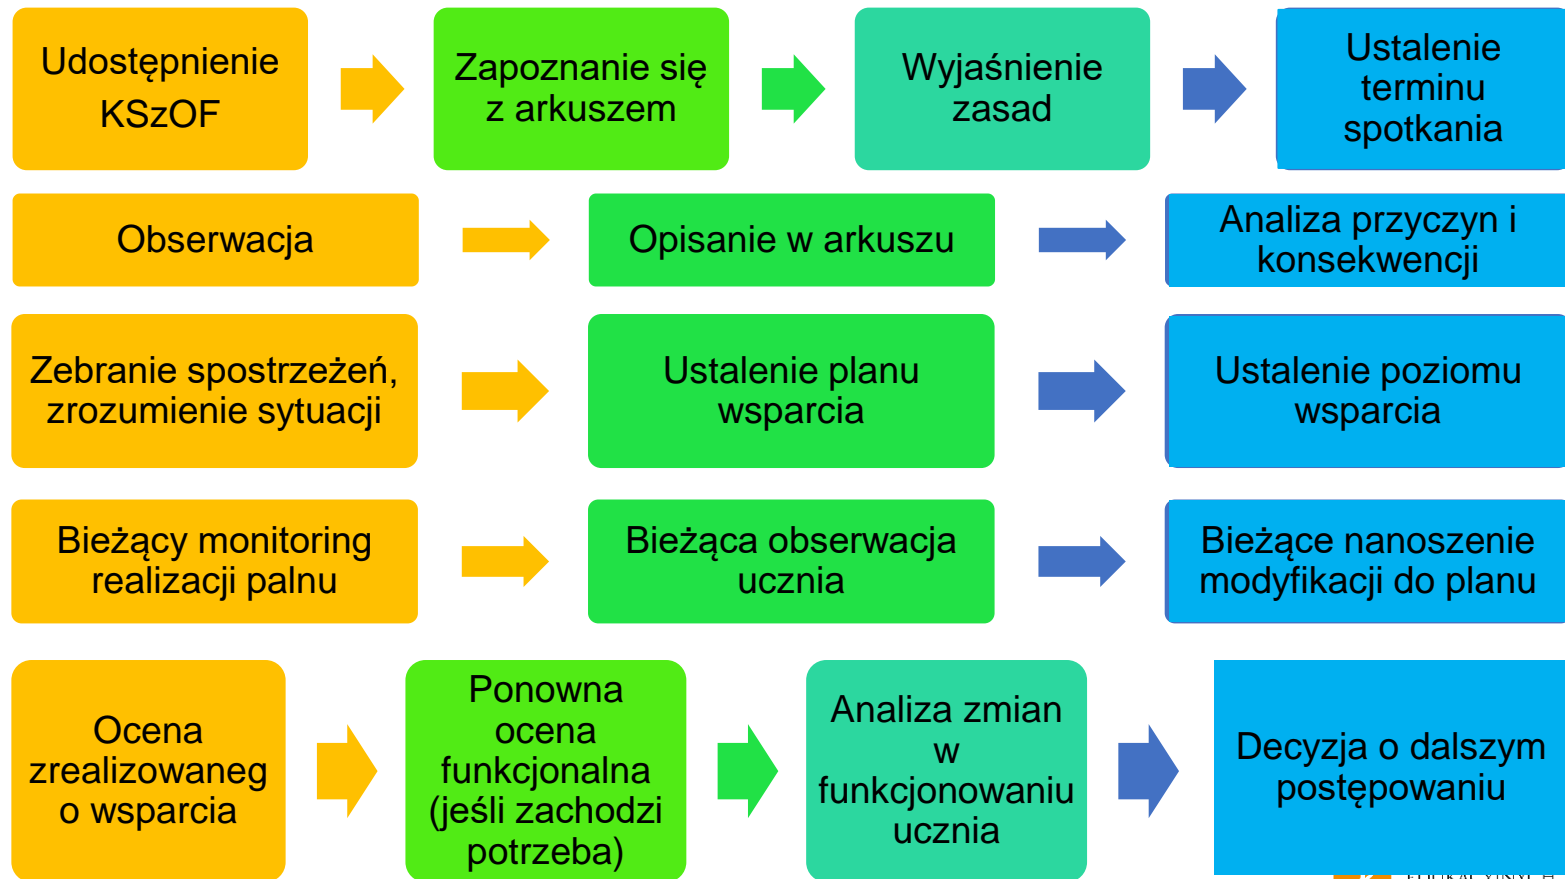 Udostępnienie
KSzOF
Zapoznanie się
z arkuszem
Wyjaśnienie
zasad
Ustalenie
terminu
spotkania
Obserwacja
Opisanie w arkuszu
Analiza przyczyn i
konsekwencji
Zebranie spostrzeżeń,
zrozumienie sytuacji
Ustalenie planu
wsparcia
Ustalenie poziomu
wsparcia
Bieżący monitoring
realizacji palnu
Bieżąca obserwacja
ucznia
Bieżące nanoszenie
modyfikacji do planu
Ocena
zrealizowaneg
o wsparcia
Ponowna
ocena
funkcjonalna
(jeśli zachodzi
potrzeba)
Analiza zmian
w
funkcjonowaniu
ucznia
Decyzja o dalszym
postępowaniu